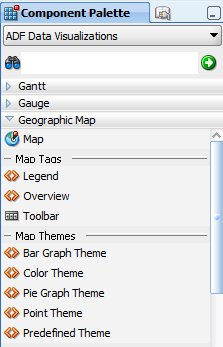 Component Palette
ADF Data Visualizations
Gantt
Gauge
Geographic Map
Map
Map Tags
Legend
Overview
Toolbar
Map Themes
Bar Graph Theme
Color Theme
Pie Graph Theme
Point Theme
Predefined Theme